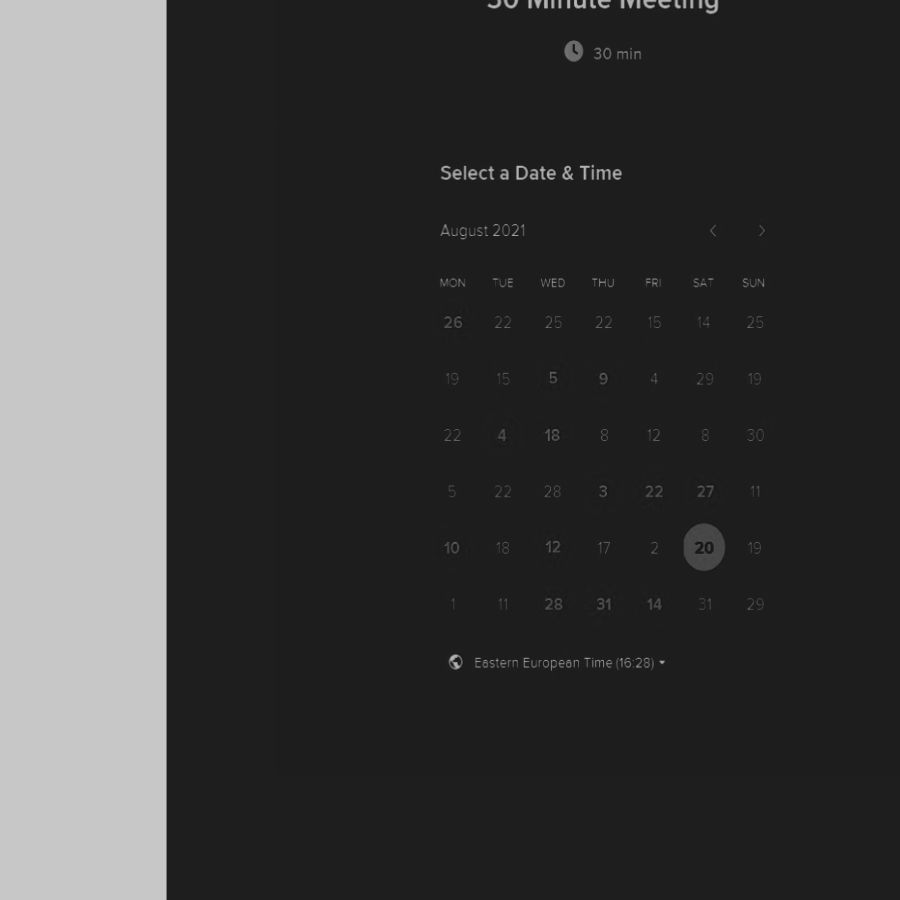 30 Minute Meeting
30 min
Select a Date & Time
August 2021
MON TUE WED THU FRI SAT SUN
26 22 25 22 15 14 25
19 15 5 9 4 29 19
22 4 18 8 12 8 30
5 22 28 3 22 27 11
10 18 12 17 2 20 19
1 11 28 31 14 31 29
Eastern European Time (16:28)